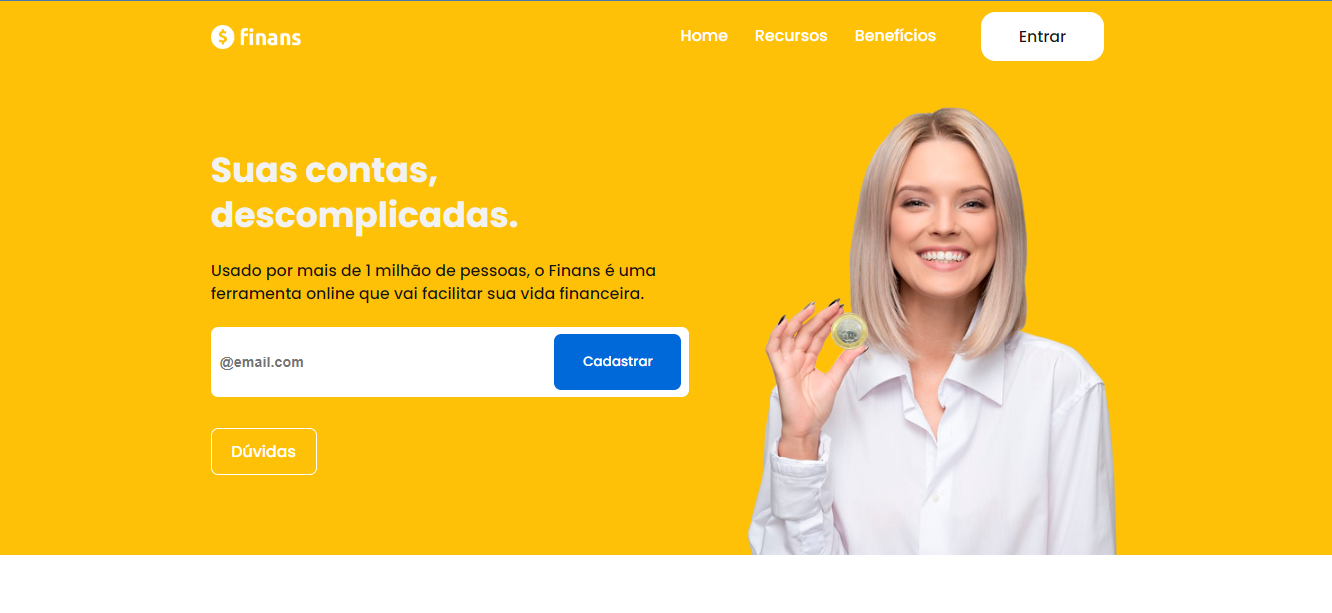 $ finans
Home
Recursos
Benefícios
Entrar
Suas contas,
descomplicadas.
Usado por mais de 1 milhão de pessoas, o Finans é uma
ferramenta online que vai facilitar sua vida financeira.
@email.com
Cadastrar
Dúvidas